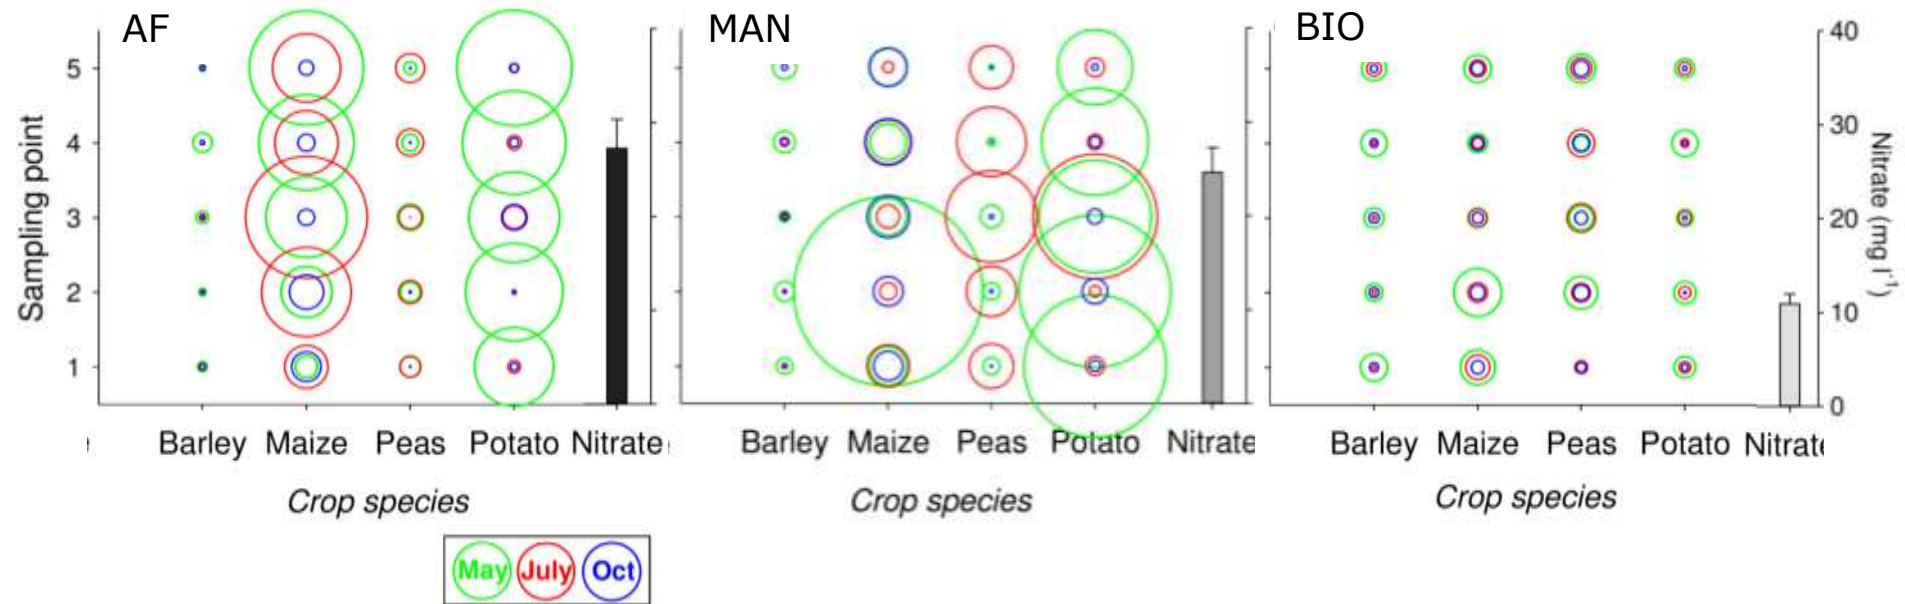 AF
MAN
BIO
Sampling point
5
4
3
2
1
Barley Maize Peas Potato Nitrate
Crop species
Barley Maize Peas Potato Nitrate
Crop species
Barley Maize Peas Potato Nitrat
Crop species
40
30
20
10
0
Nitrate (mg l⁻¹)
May July Oct